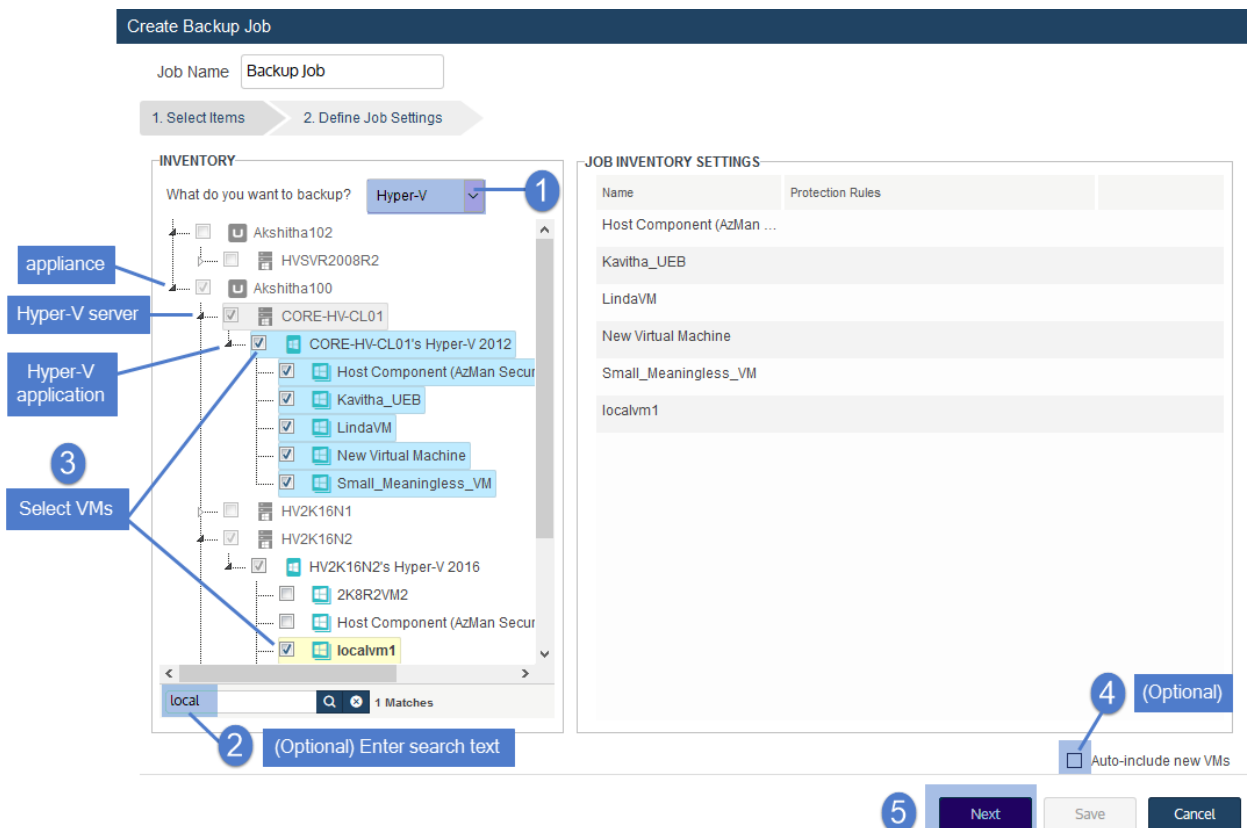 Create Backup Job
Job Name Backup Job
1. Select Items 2. Define Job Settings
INVENTORY
What do you want to backup? Hyper-V
1
Akshitha102
HVSVR2008R2
appliance
Akshitha100
Hyper-V server
CORE-HV-CL01
CORE-HV-CL01's Hyper-V 2012
Hyper-V
application
Host Component (AzMan Secur
Kavitha_UEB
LindaVM
New Virtual Machine
Small_Meaningless_VM
3
Select VMs
HV2K16N1
HV2K16N2
HV2K16N2's Hyper-V 2016
2K8R2VM2
Host Component (AzMan Secur
localvm1
local 1 Matches
2 (Optional) Enter search text
JOB INVENTORY SETTINGS
Name Protection Rules
Host Component (AzMan ...
Kavitha_UEB
LindaVM
New Virtual Machine
Small_Meaningless_VM
localvm1
4 (Optional)
Auto-include new VMs
5 Next Save Cancel